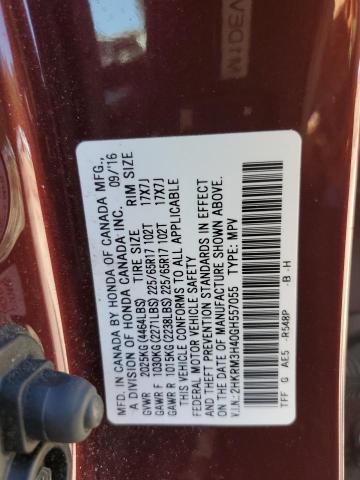 MFD. IN CANADA BY HONDA OF CANADA MFG.,
A DIVISION OF HONDA CANADA INC. 09/'16
TIRE SIZE RIM SIZE
GVWR 2025KG (4464LBS)
GAWR F 1030KG (2271LBS) 225/65R17 102T 17X7J
GAWR R 1015KG (2238LBS) 225/65R17 102T 17X7J
THIS VEHICLE CONFORMS TO ALL APPLICABLE
FEDERAL MOTOR VEHICLE SAFETY
AND THEFT PREVENTION STANDARDS IN EFFECT
ON THE DATE OF MANUFACTURE SHOWN ABOVE.
V.I.N.: 2HKRM3H40GH557055 TYPE: MPV
TFF G AE5 -R548P -B -H